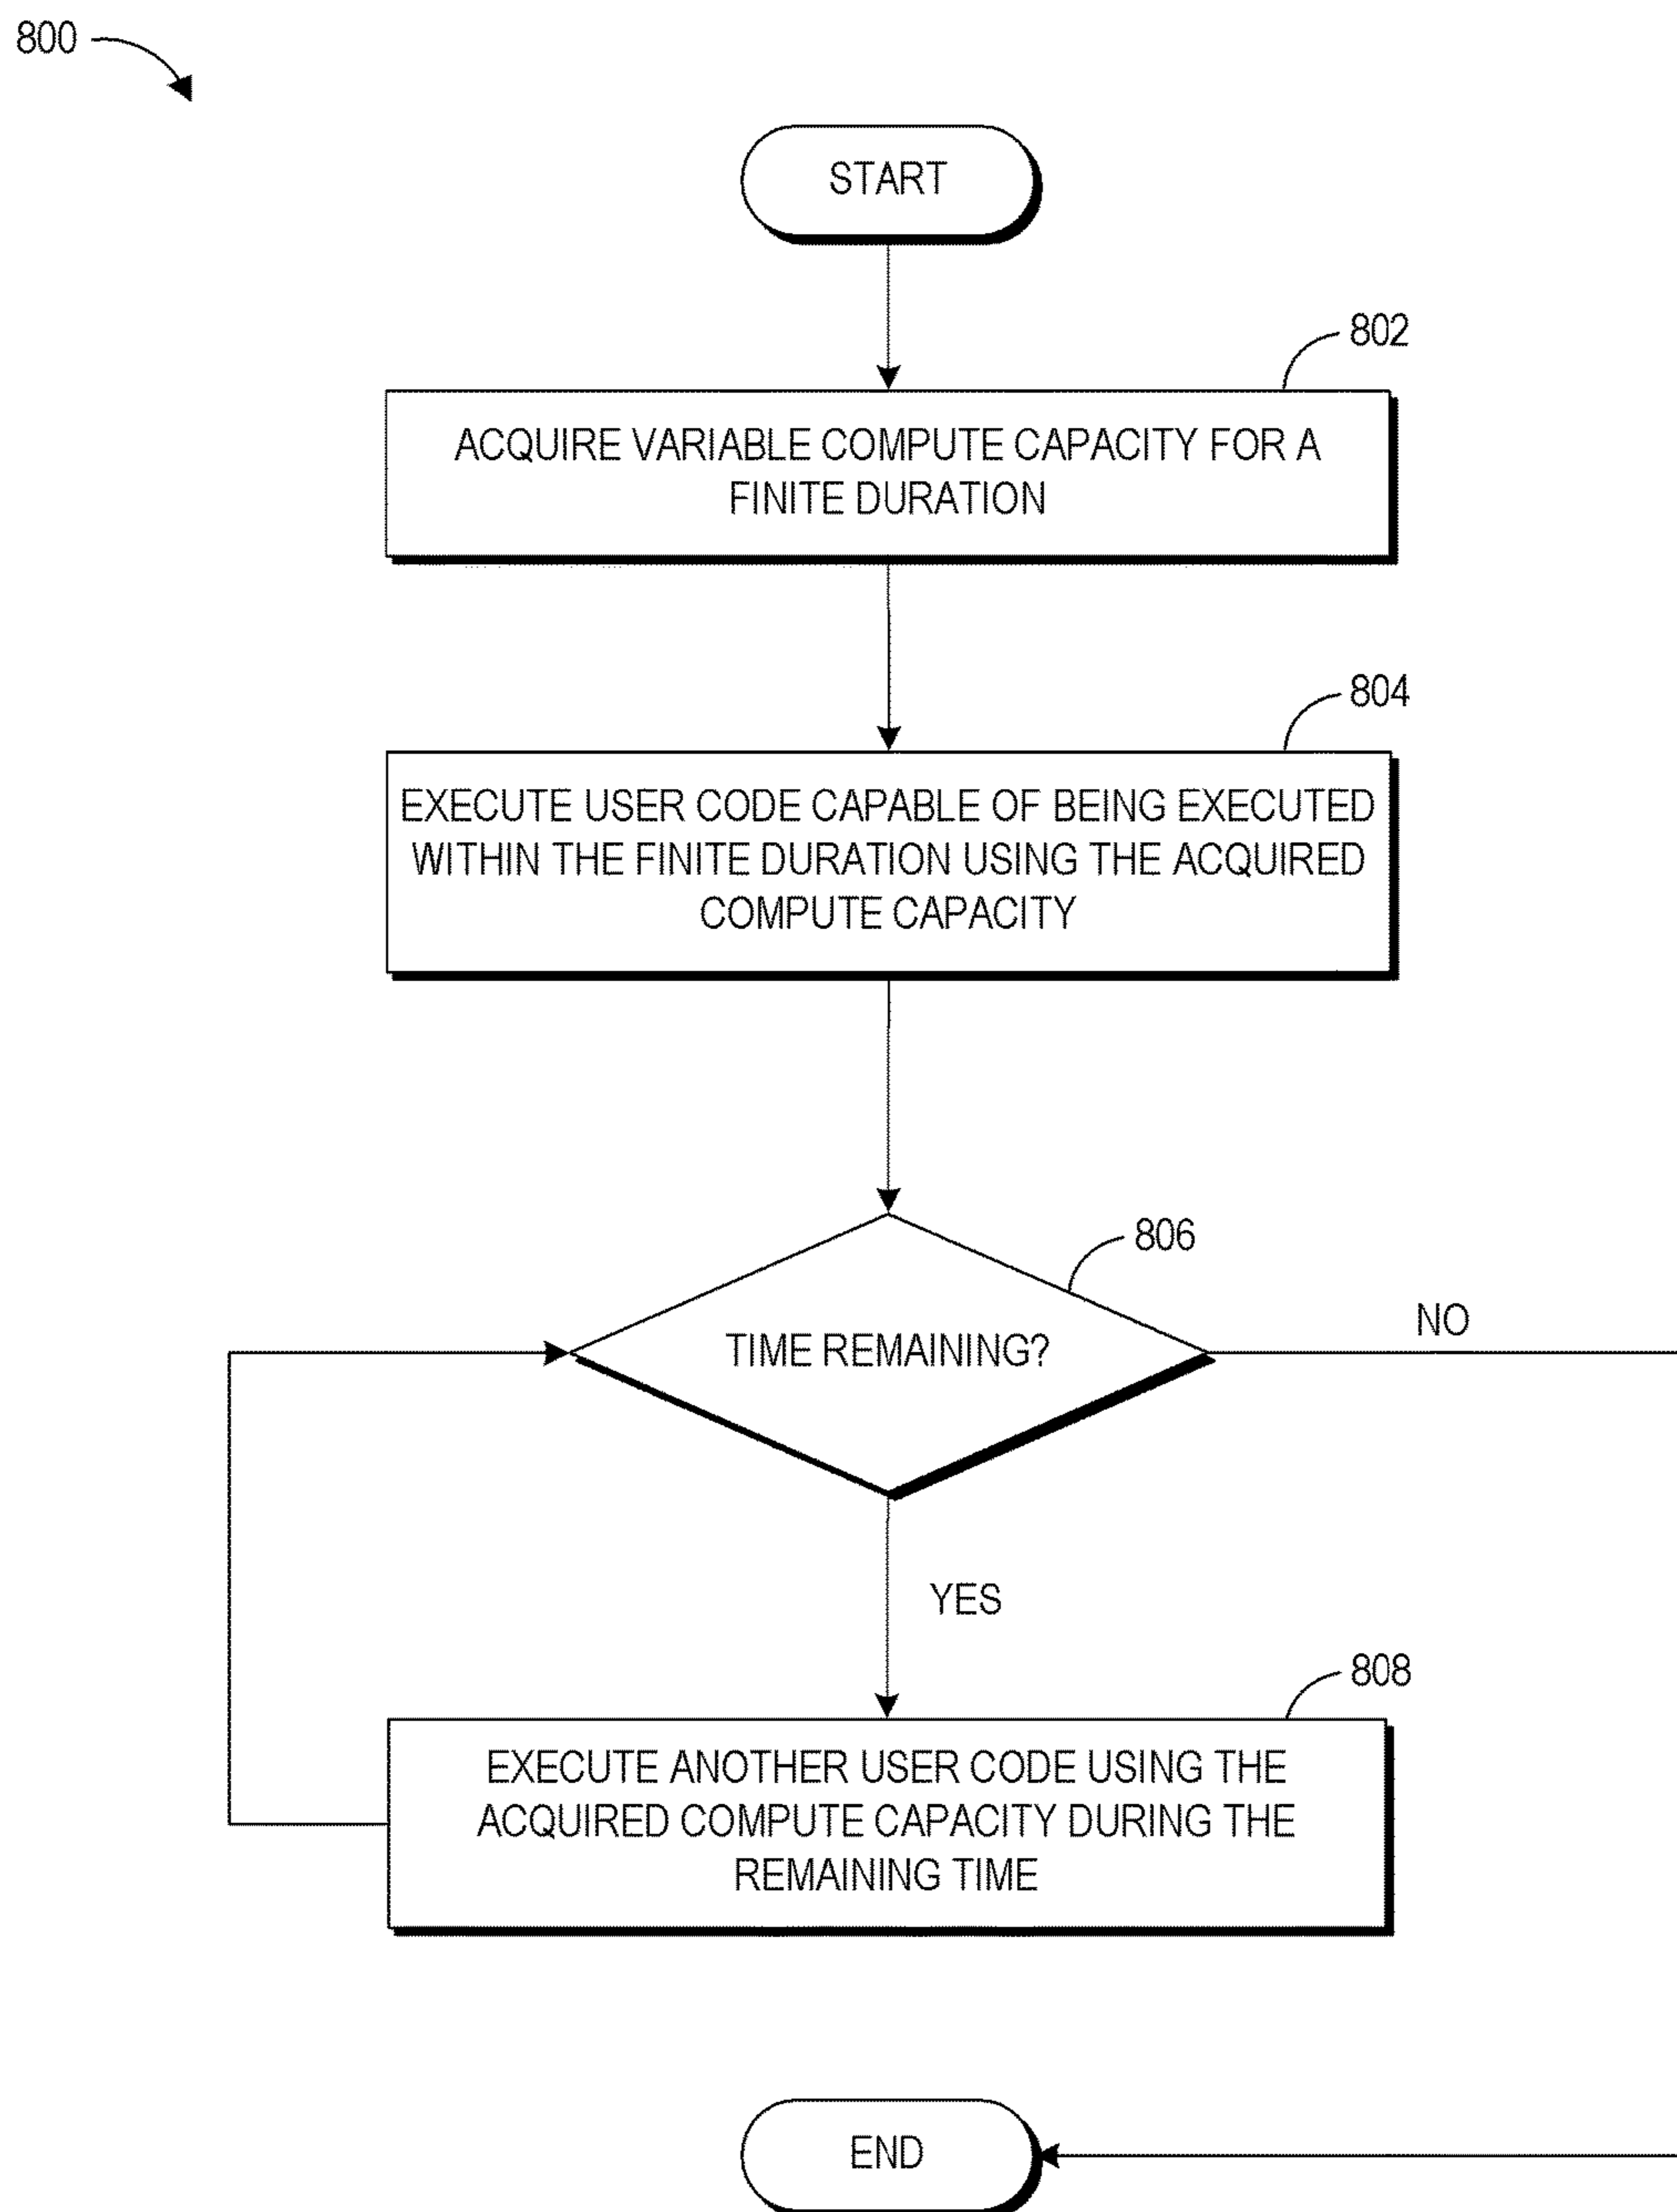 800
START
802
ACQUIRE VARIABLE COMPUTE CAPACITY FOR A
FINITE DURATION
804
EXECUTE USER CODE CAPABLE OF BEING EXECUTED
WITHIN THE FINITE DURATION USING THE ACQUIRED
COMPUTE CAPACITY
806
TIME REMAINING?
NO
YES
808
EXECUTE ANOTHER USER CODE USING THE
ACQUIRED COMPUTE CAPACITY DURING THE
REMAINING TIME
END